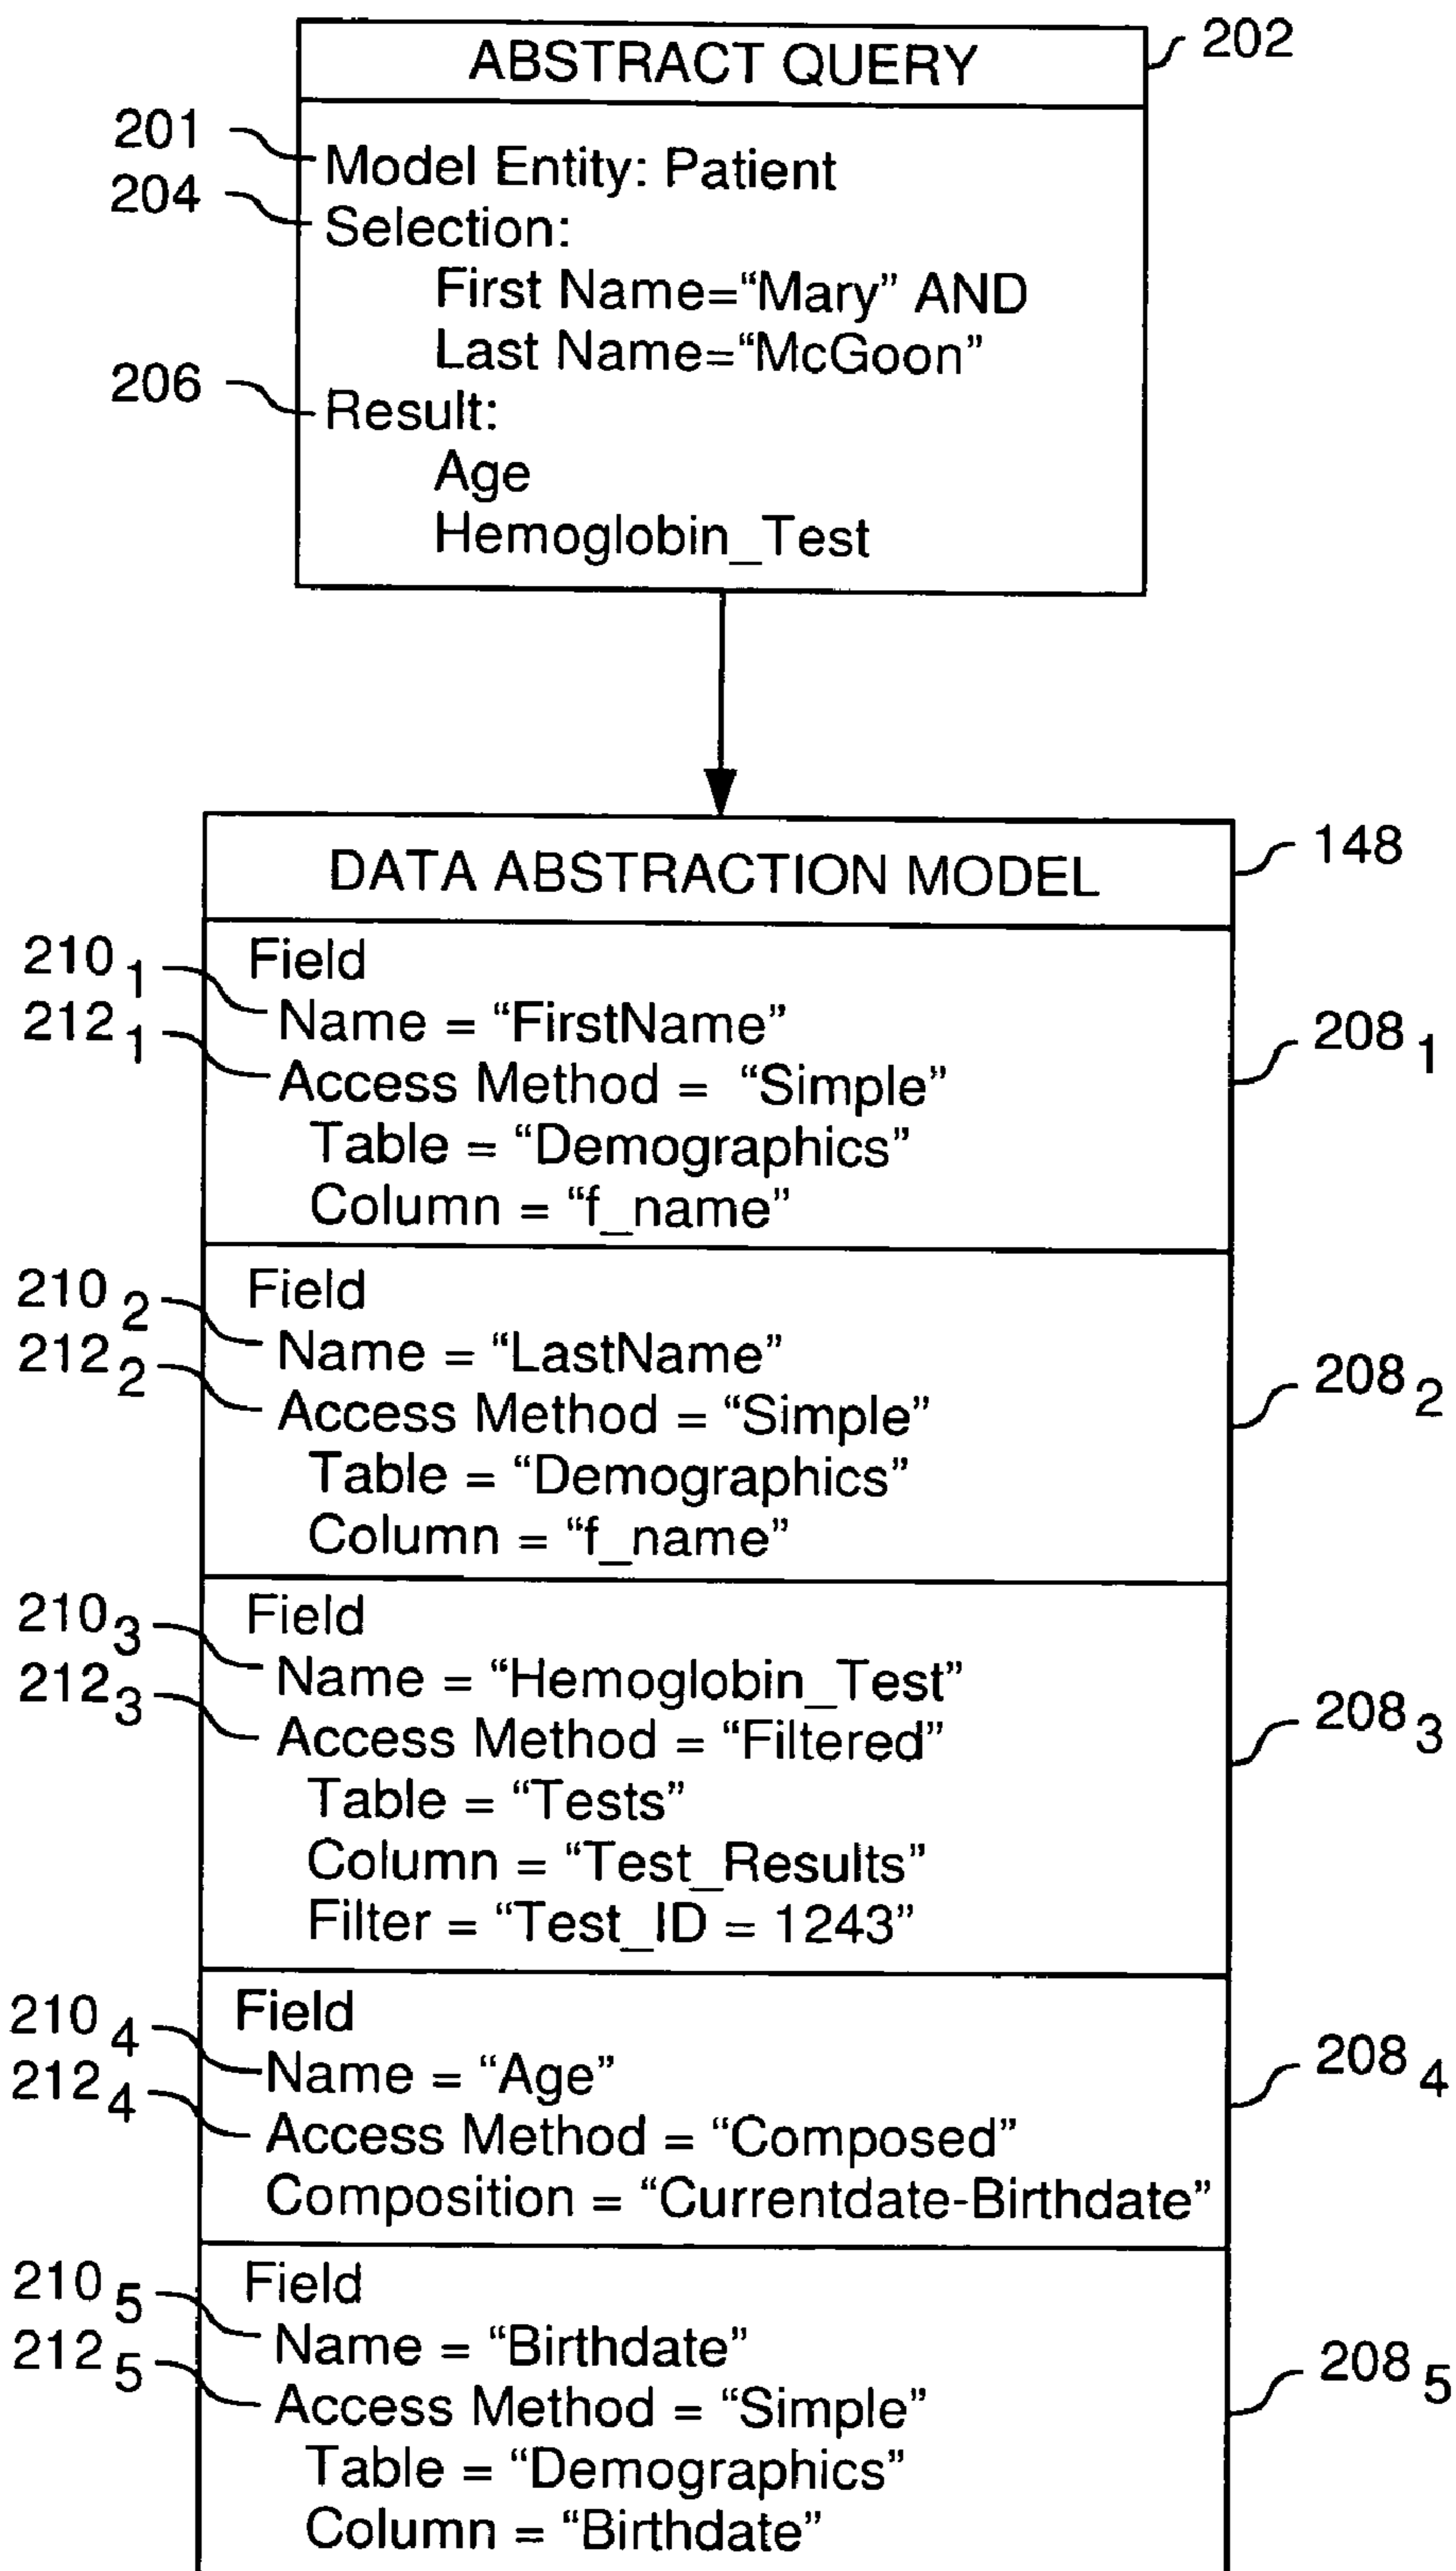 ABSTRACT QUERY
202
201
Model Entity: Patient
204
Selection:
First Name=“Mary” AND
Last Name=“McGoon”
206
Result:
Age
Hemoglobin_Test
DATA ABSTRACTION MODEL
148
Field
210 1
Name = “FirstName”
212 1
Access Method = “Simple”
208 1
Table = “Demographics”
Column = “f_name”
Field
210 2
Name = “LastName”
212 2
Access Method = “Simple”
208 2
Table = “Demographics”
Column = “f_name”
Field
210 3
Name = “Hemoglobin_Test”
212 3
Access Method = “Filtered”
208 3
Table = “Tests”
Column = “Test_Results”
Filter = “Test_ID = 1243”
Field
210 4
Name = “Age”
208 4
212 4
Access Method = “Composed”
Composition = “Currentdate-Birthdate”
Field
210 5
Name = “Birthdate”
212 5
208 5
Access Method = “Simple”
Table = “Demographics”
Column = “Birthdate”